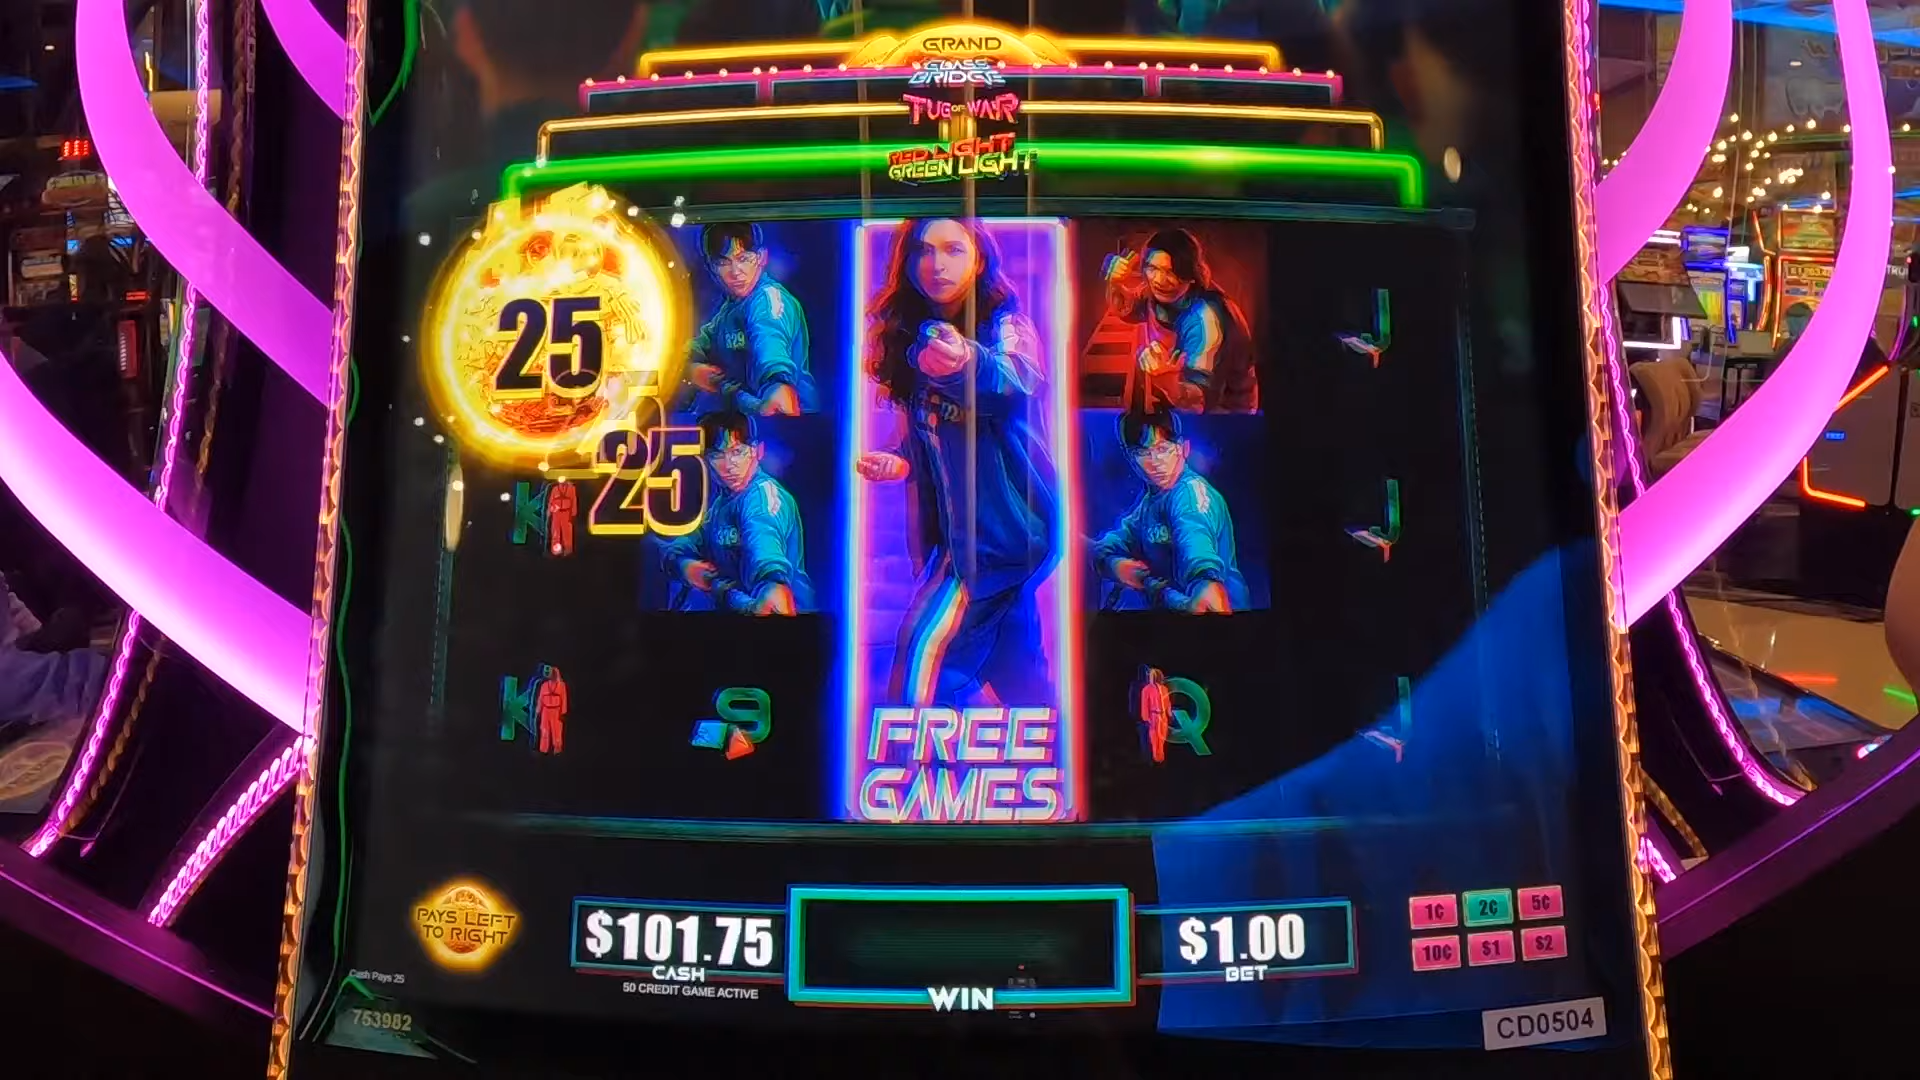 GRAND
GLASS
BRIDGE
TUG OF WAR
RED LIGHT
GREEN LIGHT
25
25
329
329
329
K
J
K
9
Q
J
J
FREE
GAMES
PAYS LEFT
TO RIGHT
$101.75
CASH
50 CREDIT GAME ACTIVE
WIN
$1.00
BET
1¢
2¢
5¢
10¢
$1
$2
Cash Pays 25
753982
CD0504